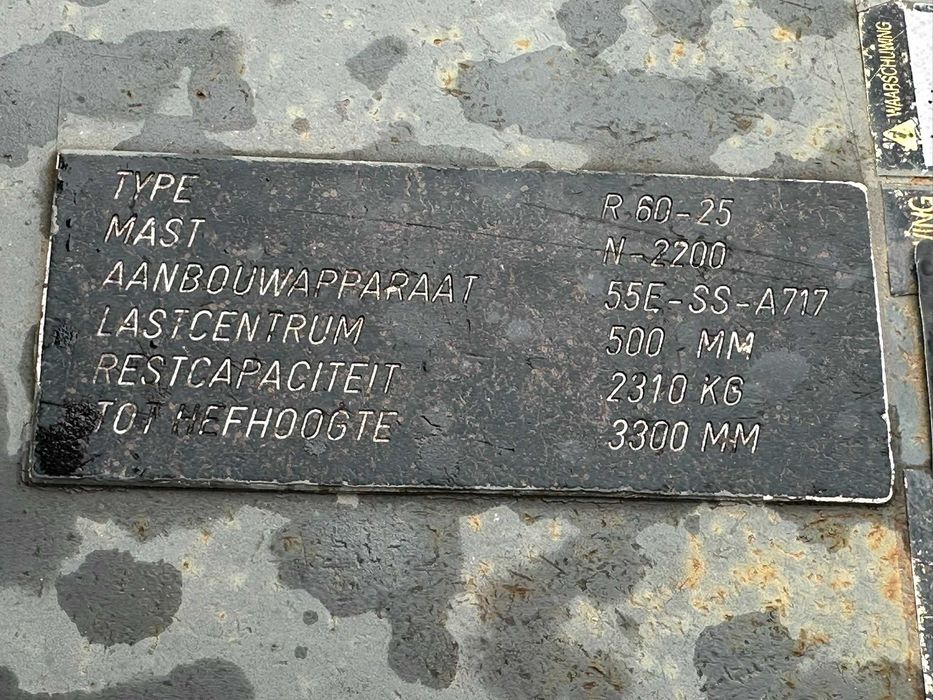 TYPE R 60-25
MAST N-2200
AANBOUWAPPARAAT 55E-SS-A717
LASTCENTRUM 500 MM
RESTCAPACITEIT 2310 KG
TOT HEFHOOGTE 3300 MM
WAARSCHUWING